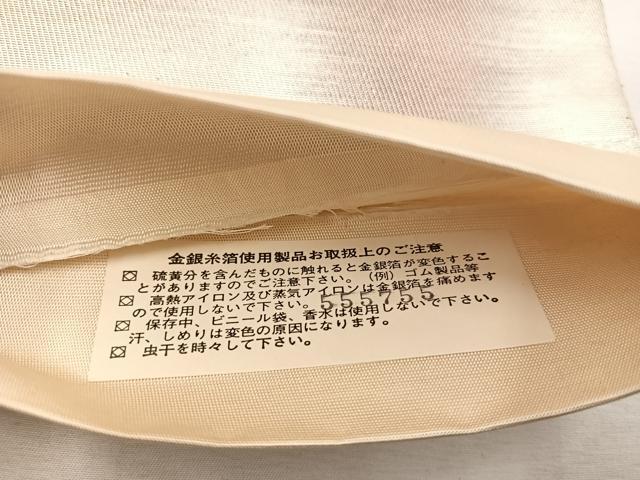 金銀糸箔使用製品お取扱上のご注意
硫黄分を含んだものに触れると金銀箔が変色するこ
とがありますのでご注意下さい。（例）ゴム製品等
高熱アイロン及び蒸気アイロンは金銀箔を痛めます
ので使用しないで下さい。
555755
保存中、ビニール袋、香水は使用しないで下さい。
汗、しめりは変色の原因になります。
虫干を時々して下さい。